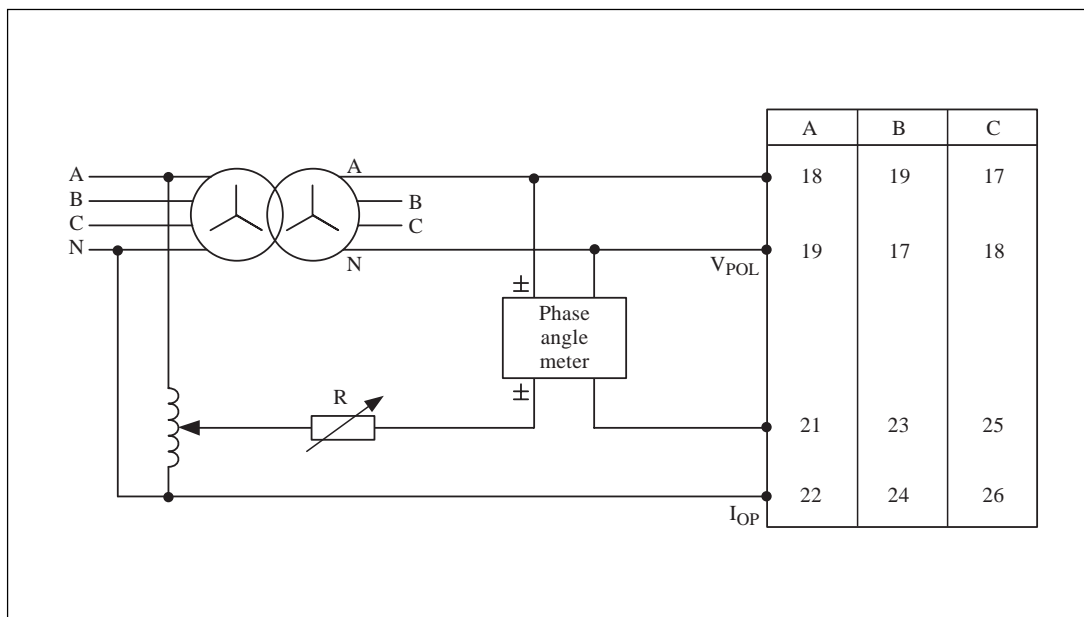 A B C
A
A
18 19 17
B
B
C
C
N
N
V_POL
19 17 18
±
Phase
angle
meter
±
R
21 23 25
22 24 26
I_OP